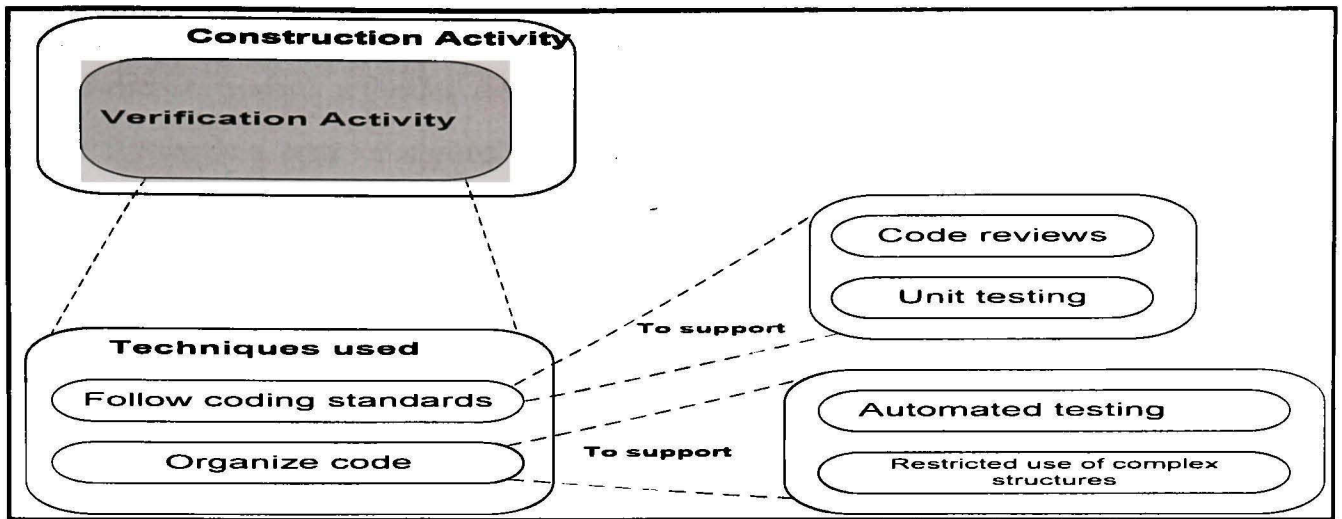 Construction Activity
Verification Activity
Techniques used
Follow coding standards
Organize code
To support
Code reviews
Unit testing
To support
Automated testing
Restricted use of complex
structures